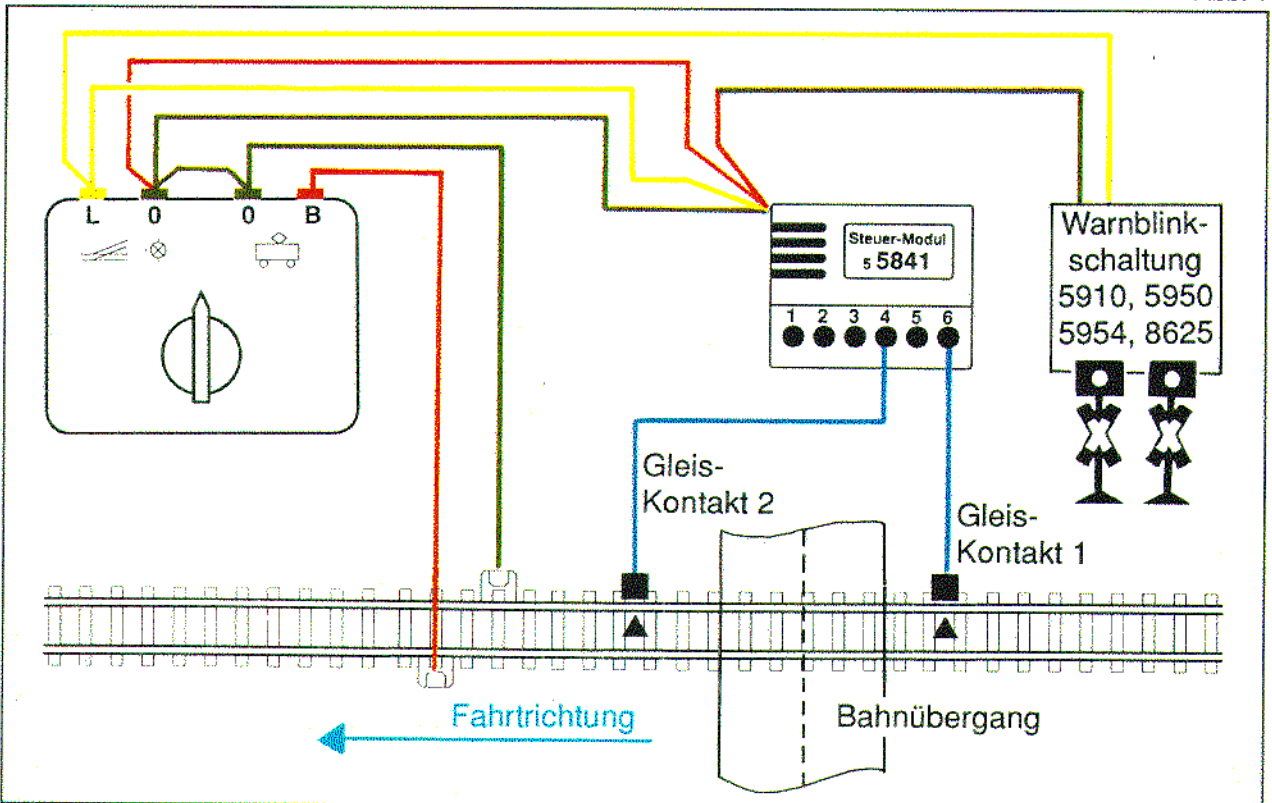 L 0 0 B
Steuer-Modul
5 5841
1 2 3 4 5 6
Warnblink-
schaltung
5910, 5950
5954, 8625
Gleis-
Kontakt 2
Gleis-
Kontakt 1
Fahrtrichtung
Bahnübergang